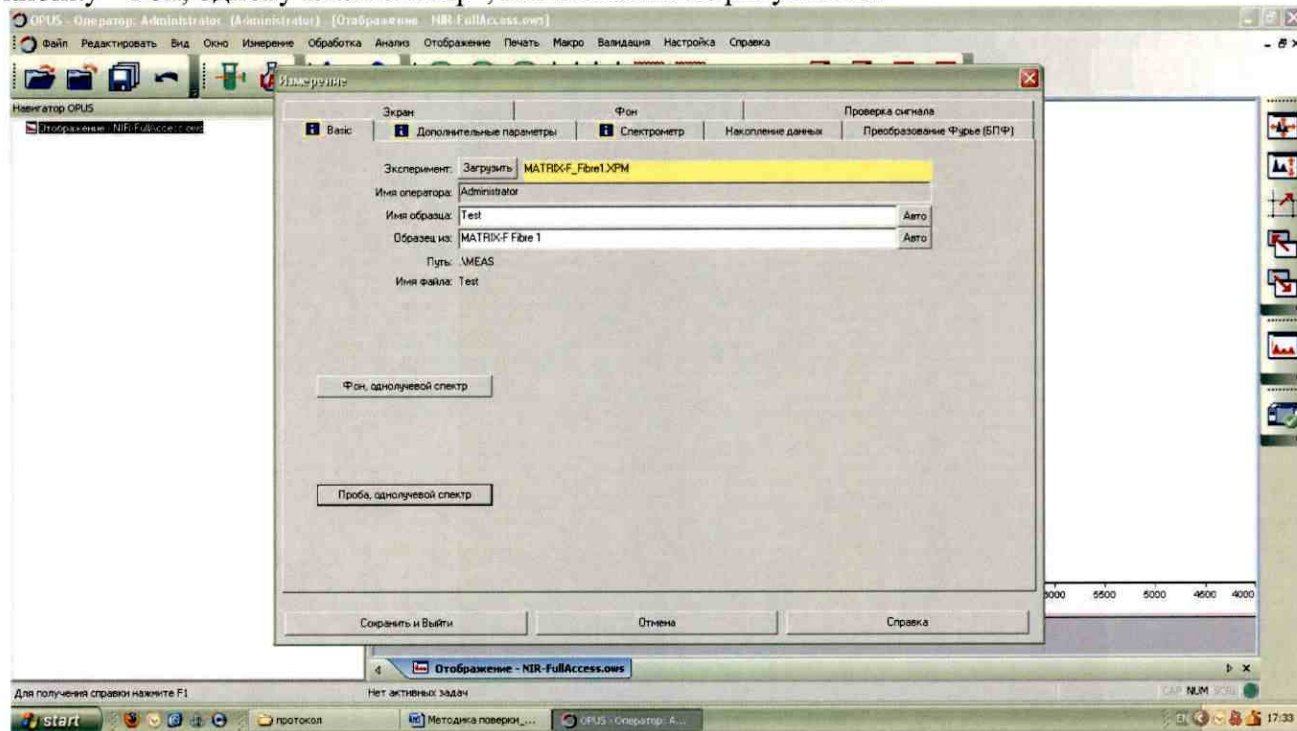 OPUS - Оператор: Administrator (Administrator) - [Отображение - NIR-FullAccess.ows]
Файл Редактировать Вид Окно Измерение Обработка Анализ Отображение Печать Макро Валидация Настройка Справка
Навигатор OPUS
Отображение - NIR-FullAccess.ows
Измерение
Экран Фон Проверка сигнала
Basic Дополнительные параметры Спектрометр Накопление данных Преобразование Фурье (БПФ)
Эксперимент: Загрузить MATRIX-F_Fibre1.XPM
Имя оператора: Administrator
Имя образца: Test Авто
Образец из: MATRIX-F Fibre 1 Авто
Путь: .\MEAS
Имя файла: Test
Фон, однолучевой спектр
Проба, однолучевой спектр
5500 5000 4600 4000
Сохранить и Выйти Отмена Справка
Отображение - NIR-FullAccess.ows
Для получения справки нажмите F1 Нет активных задач CAP NUM SCRL
start протокол Методика поверки_... OPUS - Оператор: A... EN 17:33